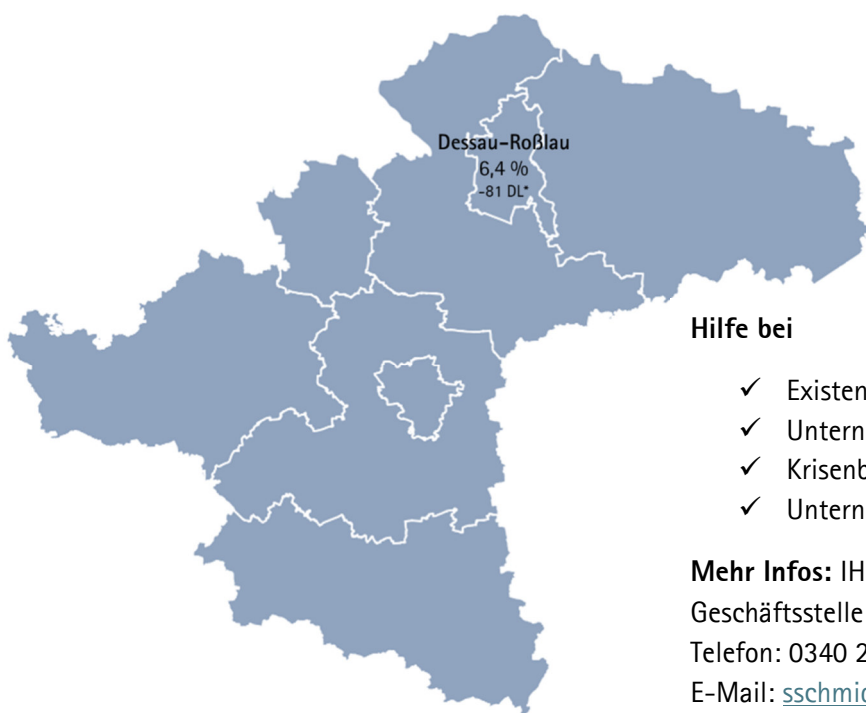 Dessau-Roßlau
6,4 %
-81 DL*
Hilfe bei
✓ Existen
✓ Untern
✓ Krisenb
✓ Untern
Mehr Infos: IH
Geschäftsstelle
Telefon: 0340 2
E-Mail: sschmid